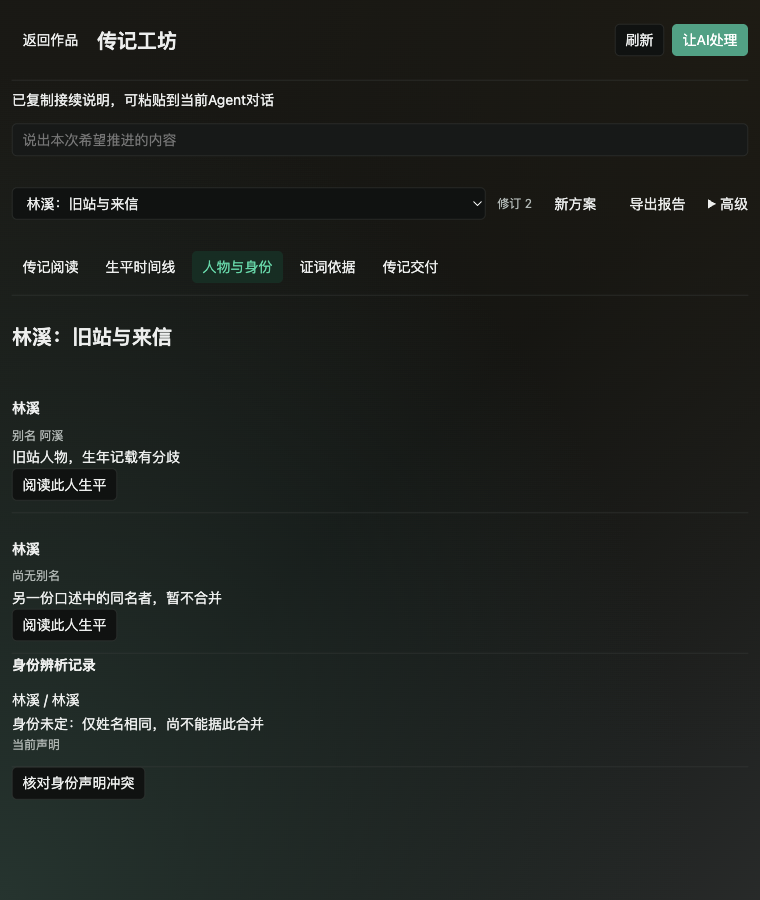 返回作品 传记工坊 刷新 让AI处理
已复制接续说明，可粘贴到当前Agent对话
说出本次希望推进的内容
林溪：旧站与来信 修订 2 新方案 导出报告 ▶ 高级
传记阅读 生平时间线 人物与身份 证词依据 传记交付
林溪：旧站与来信
林溪
别名 阿溪
旧站人物，生年记载有分歧
阅读此人生平
林溪
尚无别名
另一份口述中的同名者，暂不合并
阅读此人生平
身份辨析记录
林溪 / 林溪
身份未定：仅姓名相同，尚不能据此合并
当前声明
核对身份声明冲突